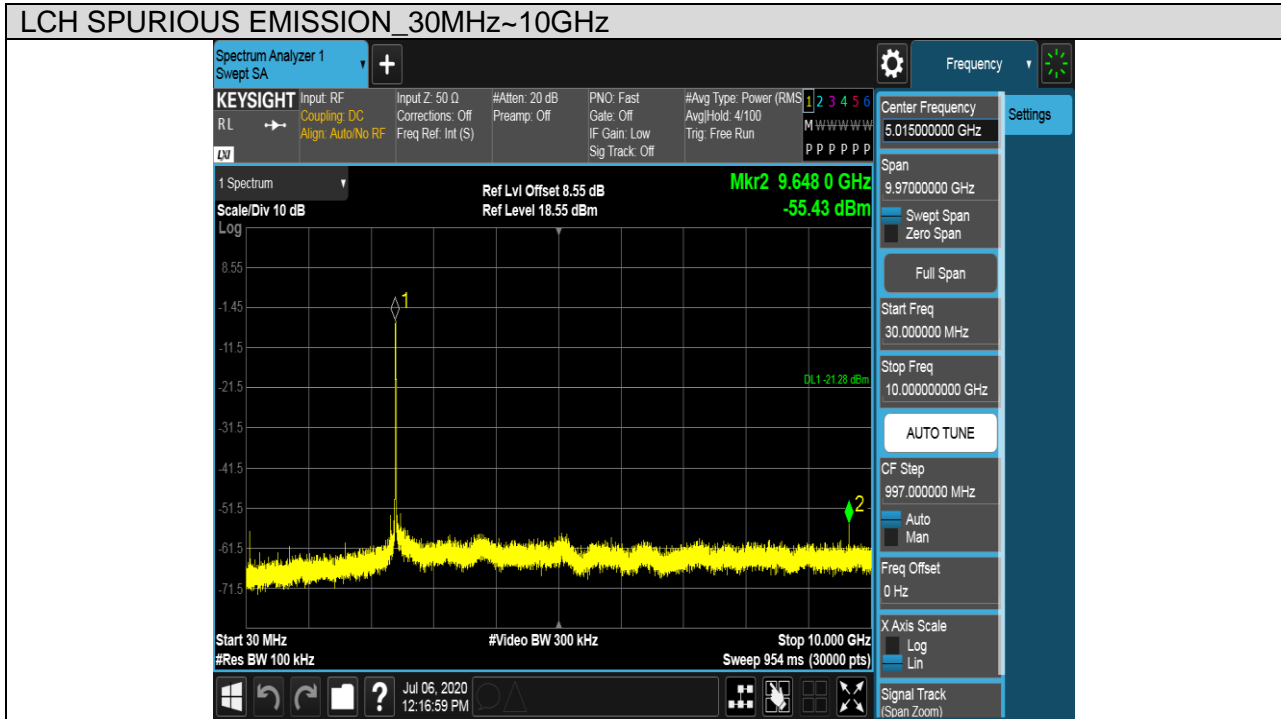 LCH SPURIOUS EMISSION_30MHz~10GHz
Spectrum Analyzer 1
Swept SA
Frequency
KEYSIGHT
RL
LXI
Input: RF
Coupling: DC
Align: Auto/No RF
Input Z: 50 Ω
Corrections: Off
Freq Ref: Int (S)
#Atten: 20 dB
Preamp: Off
PNO: Fast
Gate: Off
IF Gain: Low
Sig Track: Off
#Avg Type: Power (RMS
Avg|Hold: 4/100
Trig: Free Run
1 2 3 4 5 6
M W W W W W
P P P P P P
1 Spectrum
Scale/Div 10 dB
Ref Lvl Offset 8.55 dB
Ref Level 18.55 dBm
Mkr2 9.648 0 GHz
-55.43 dBm
Log
8.55
-1.45
-11.5
-21.5
-31.5
-41.5
-51.5
-61.5
-71.5
1
DL1 -21.28 dBm
2
Start 30 MHz
#Res BW 100 kHz
#Video BW 300 kHz
Stop 10.000 GHz
Sweep 954 ms (30000 pts)
Jul 06, 2020
12:16:59 PM
Center Frequency
5.015000000 GHz
Settings
Span
9.97000000 GHz
Swept Span
Zero Span
Full Span
Start Freq
30.000000 MHz
Stop Freq
10.000000000 GHz
AUTO TUNE
CF Step
997.000000 MHz
Auto
Man
Freq Offset
0 Hz
X Axis Scale
Log
Lin
Signal Track
(Span Zoom)